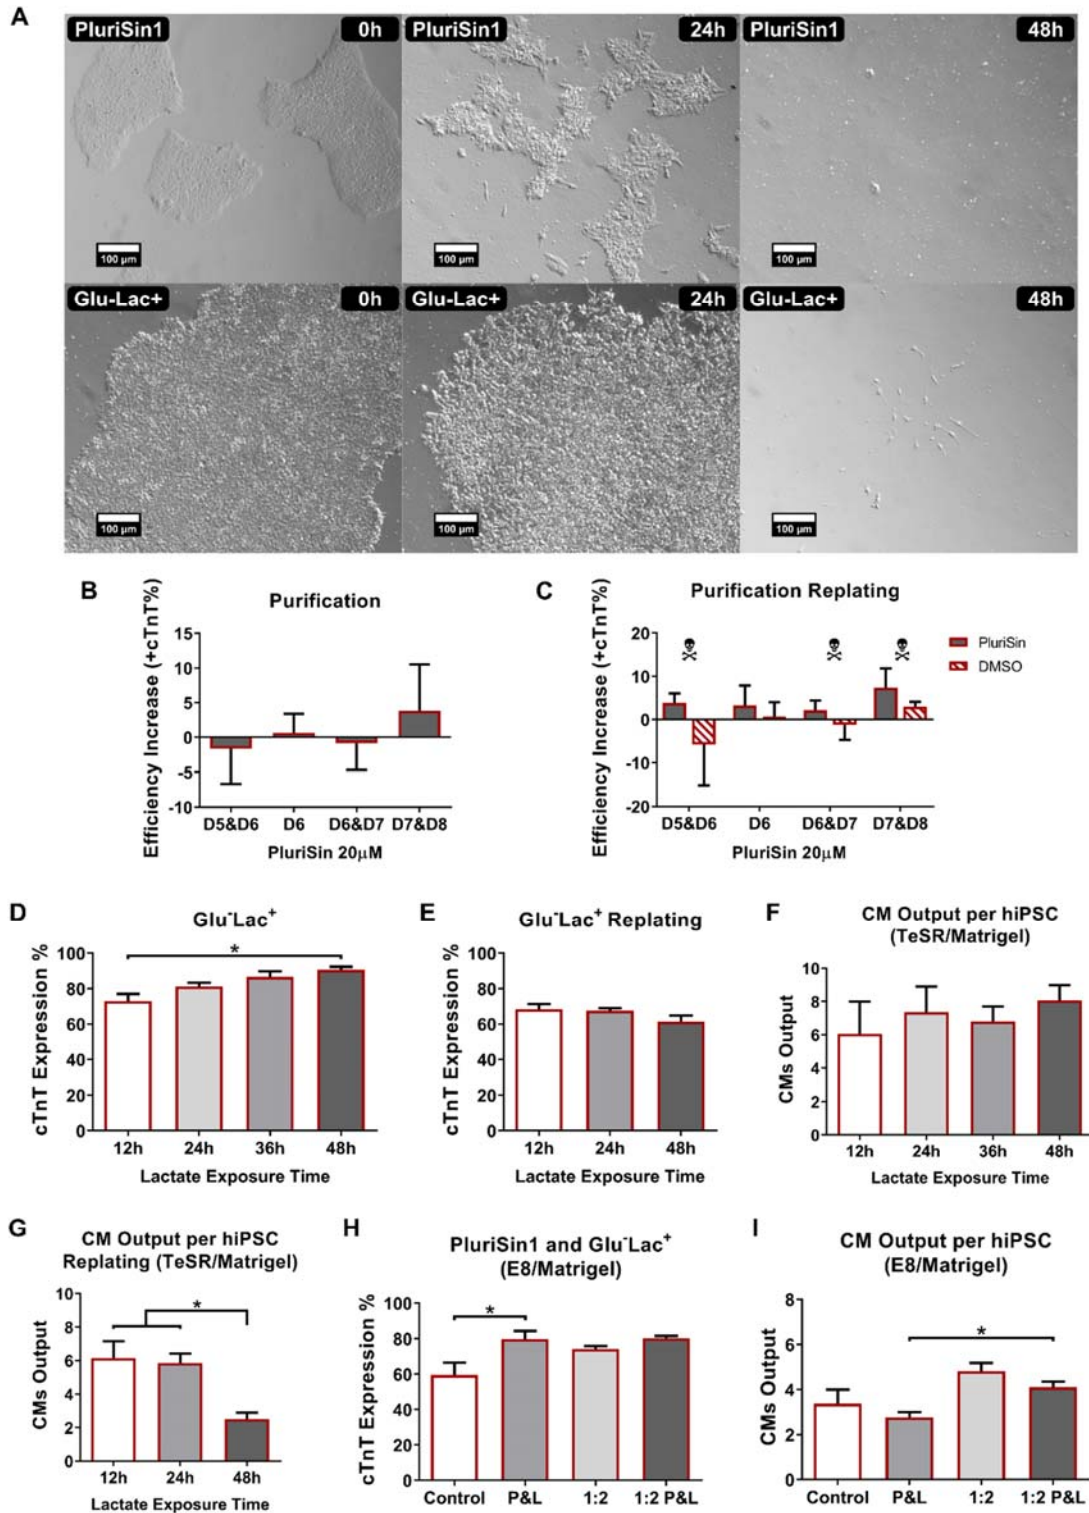 A
PluriSin1 0h
PluriSin1 24h
PluriSin1 48h
100 µm
100 µm
100 µm
Glu-Lac+ 0h
Glu-Lac+ 24h
Glu-Lac+ 48h
100 µm
100 µm
100 µm
B
Purification
Efficiency Increase (+cTnT%)
15
10
5
0
-5
-10
D5&D6 D6 D6&D7 D7&D8
PluriSin 20µM
C
Purification Replating
Efficiency Increase (+cTnT%)
20
10
0
-10
-20
D5&D6 D6 D6&D7 D7&D8
PluriSin 20µM
PluriSin
DMSO
D
Glu⁻Lac⁺
cTnT Expression %
100
80
60
40
20
0
*
12h 24h 36h 48h
Lactate Exposure Time
E
Glu⁻Lac⁺ Replating
cTnT Expression %
100
80
60
40
20
0
12h 24h 48h
Lactate Exposure Time
F
CM Output per hiPSC
(TeSR/Matrigel)
CMs Output
10
8
6
4
2
0
12h 24h 36h 48h
Lactate Exposure Time
G
CM Output per hiPSC
Replating (TeSR/Matrigel)
CMs Output
10
8
6
4
2
0
*
12h 24h 48h
Lactate Exposure Time
H
PluriSin1 and Glu⁻Lac⁺
(E8/Matrigel)
cTnT Expression %
100
80
60
40
20
0
*
Control P&L 1:2 1:2 P&L
I
CM Output per hiPSC
(E8/Matrigel)
CMs Output
8
6
4
2
0
*
Control P&L 1:2 1:2 P&L